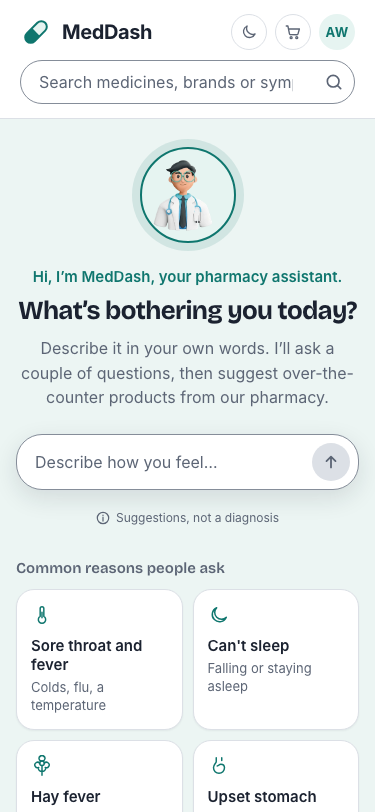 MedDash
AW
Search medicines, brands or sym
Hi, I’m MedDash, your pharmacy assistant.
What’s bothering you today?
Describe it in your own words. I’ll ask a
couple of questions, then suggest over-the-
counter products from our pharmacy.
Describe how you feel...
Suggestions, not a diagnosis
Common reasons people ask
Sore throat and
fever
Colds, flu, a
temperature
Can't sleep
Falling or staying
asleep
Hay fever
Upset stomach